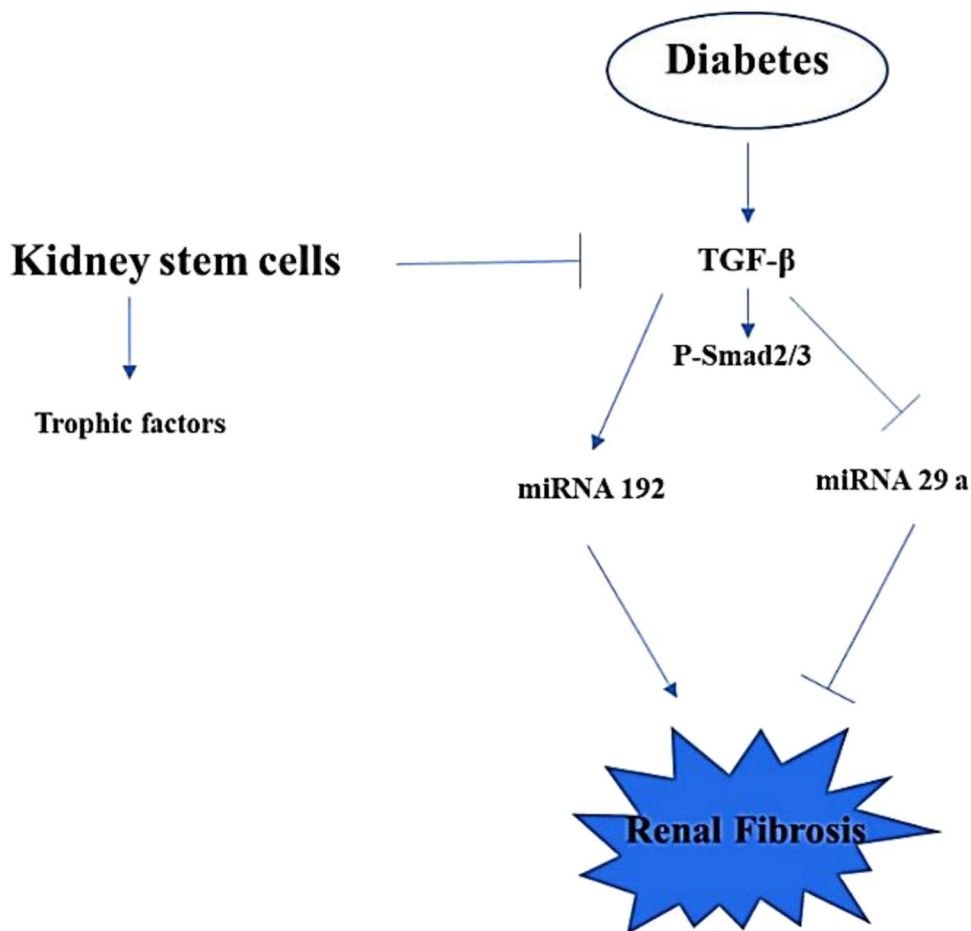 Diabetes
Kidney stem cells
TGF-β
P-Smad2/3
Trophic factors
miRNA 192
miRNA 29 a
Renal Fibrosis